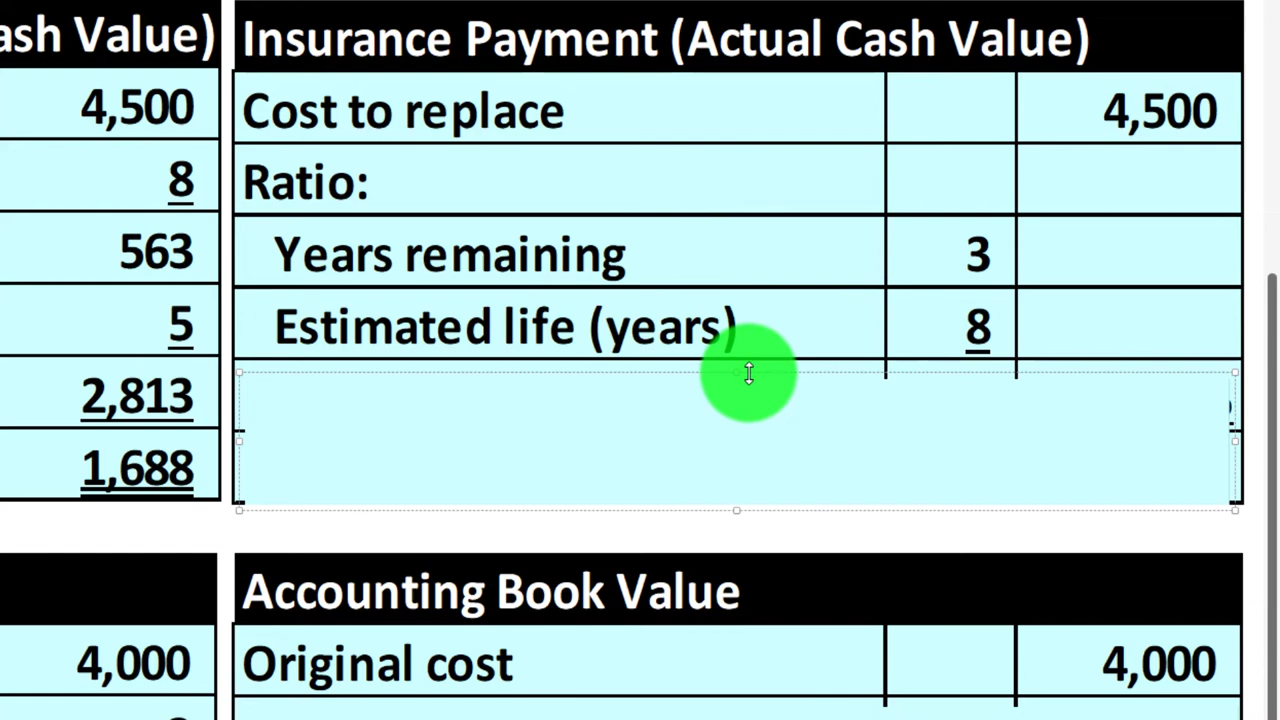 ash Value)
4,500
8
563
5
2,813
1,688
4,000
Insurance Payment (Actual Cash Value)
Cost to replace 4,500
Ratio:
Years remaining 3
Estimated life (years) 8
Accounting Book Value
Original cost 4,000